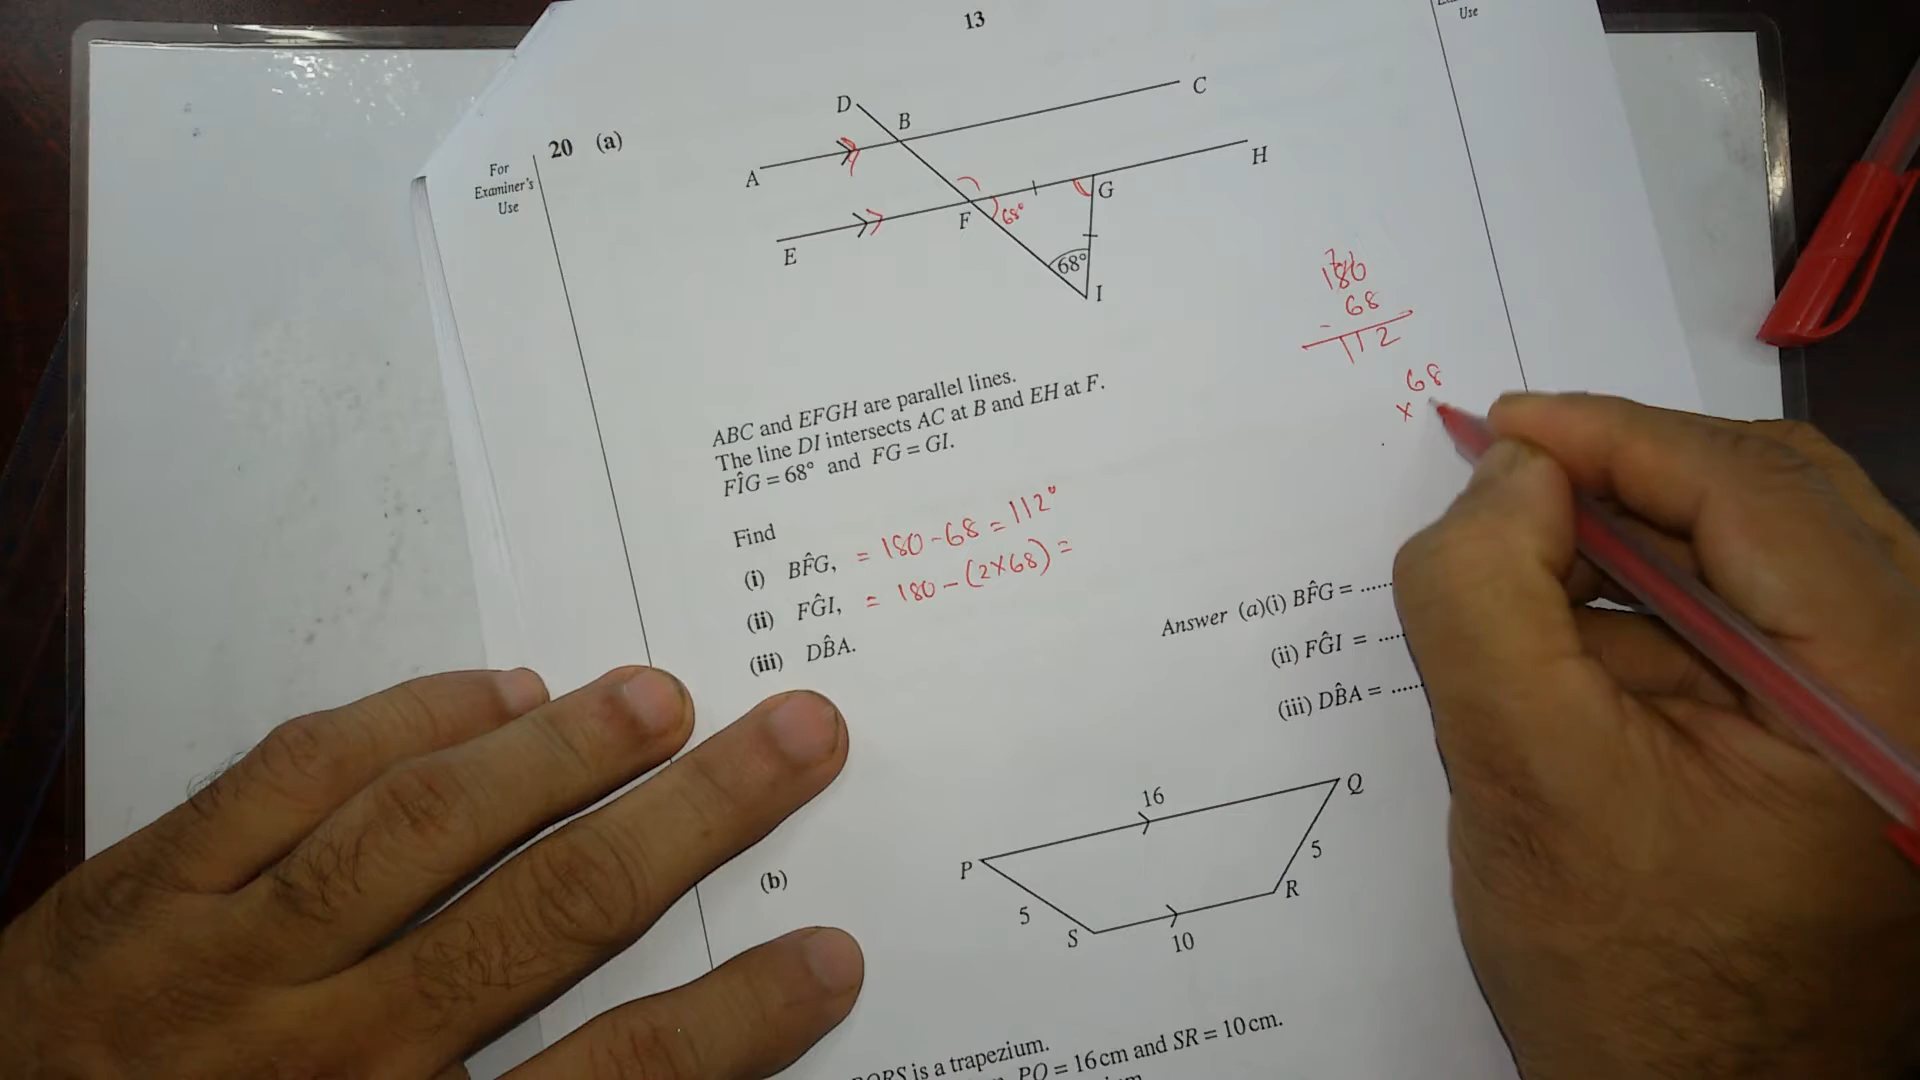 13
Use
For
Examiner's
Use
20 (a)
D
B
C
A
H
G
F
68°
E
68°
I
180
- 68
112
68
×
ABC and EFGH are parallel lines.
The line DI intersects AC at B and EH at F.
FÎG = 68° and FG = GI.
Find
(i) BF̂G, = 180 - 68 = 112°
(ii) FĜI, = 180 - (2×68) =
(iii) DB̂A.
Answer (a)(i) BF̂G = ......
(ii) FĜI = .....
(iii) DB̂A = ......
(b)
16
Q
P
5
5
R
S
10
is a trapezium.
PQ = 16 cm and SR = 10 cm.